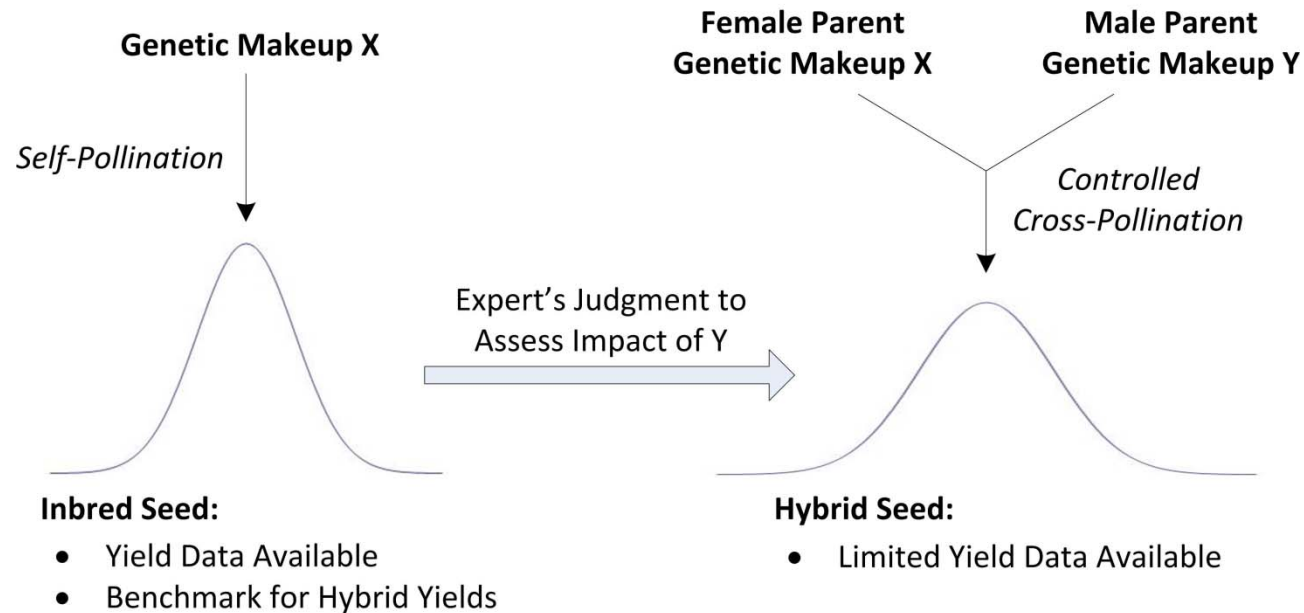 Genetic Makeup X
Self-Pollination
Female Parent
Genetic Makeup X
Male Parent
Genetic Makeup Y
Controlled
Cross-Pollination
Expert’s Judgment to
Assess Impact of Y
Inbred Seed:
• Yield Data Available
• Benchmark for Hybrid Yields
Hybrid Seed:
• Limited Yield Data Available